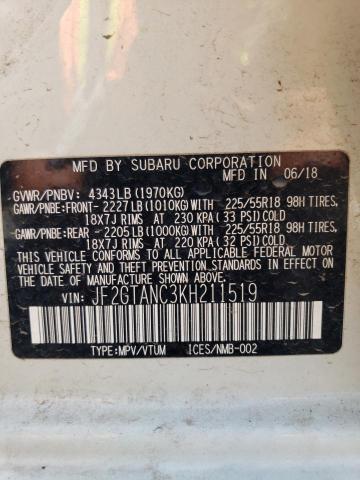 MFD BY SUBARU CORPORATION MADE IN 06/18
GVWR/PNBV: 4343LB (1970KG)
GAWR/PNBE:FRONT- 2227LB(1010KG)WITH 225/55R18 98H TIRES,
18X7J RIMS AT 230 KPA (33 PSI)COLD
GAWR/PNBE:REAR - 2205LB(1000KG)WITH 225/55R18 98H TIRES,
18X7J RIMS AT 220 KPA (32 PSI)COLD
THIS VEHICLE CONFORMS TO ALL APPLICABLE FEDERAL MOTOR
VEHICLE SAFETY AND BUMPER STANDARDS IN EFFECT ON THE
DATE OF MANUFACTURE SHOWN ABOVE.
VIN: JF2GTANC3KH211519
TYPE:MPV/VTUM ICES/NMB-002